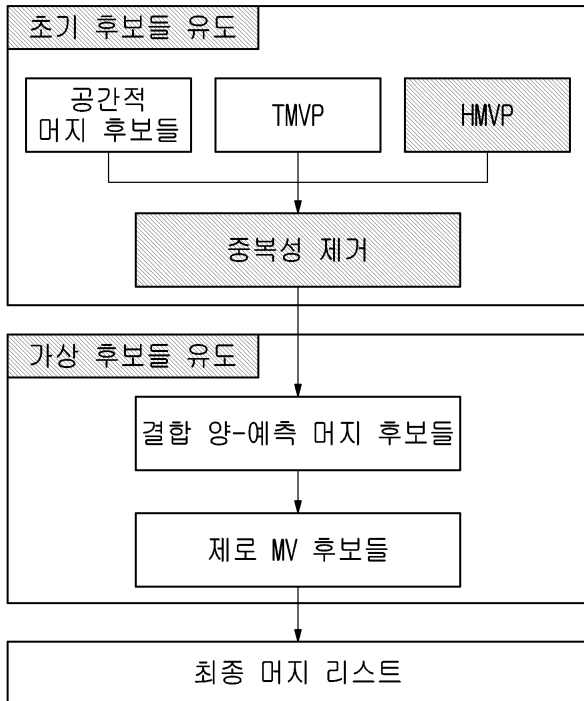 초기 후보들 유도
공간적
머지 후보들
TMVP
HMVP
중복성 제거
가상 후보들 유도
결합 양-예측 머지 후보들
제로 MV 후보들
최종 머지 리스트